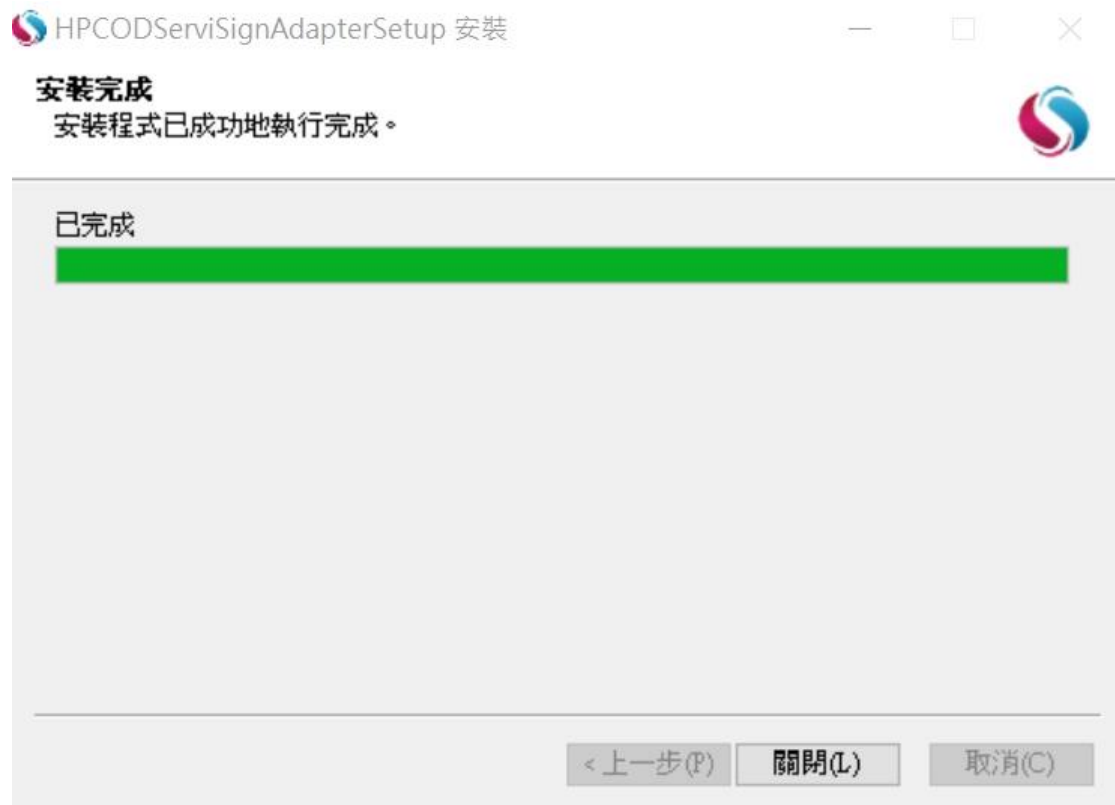 HPCODServiSignAdapterSetup 安裝
安裝完成
安裝程式已成功地執行完成。
已完成
< 上一步(P) 關閉(L) 取消(C)